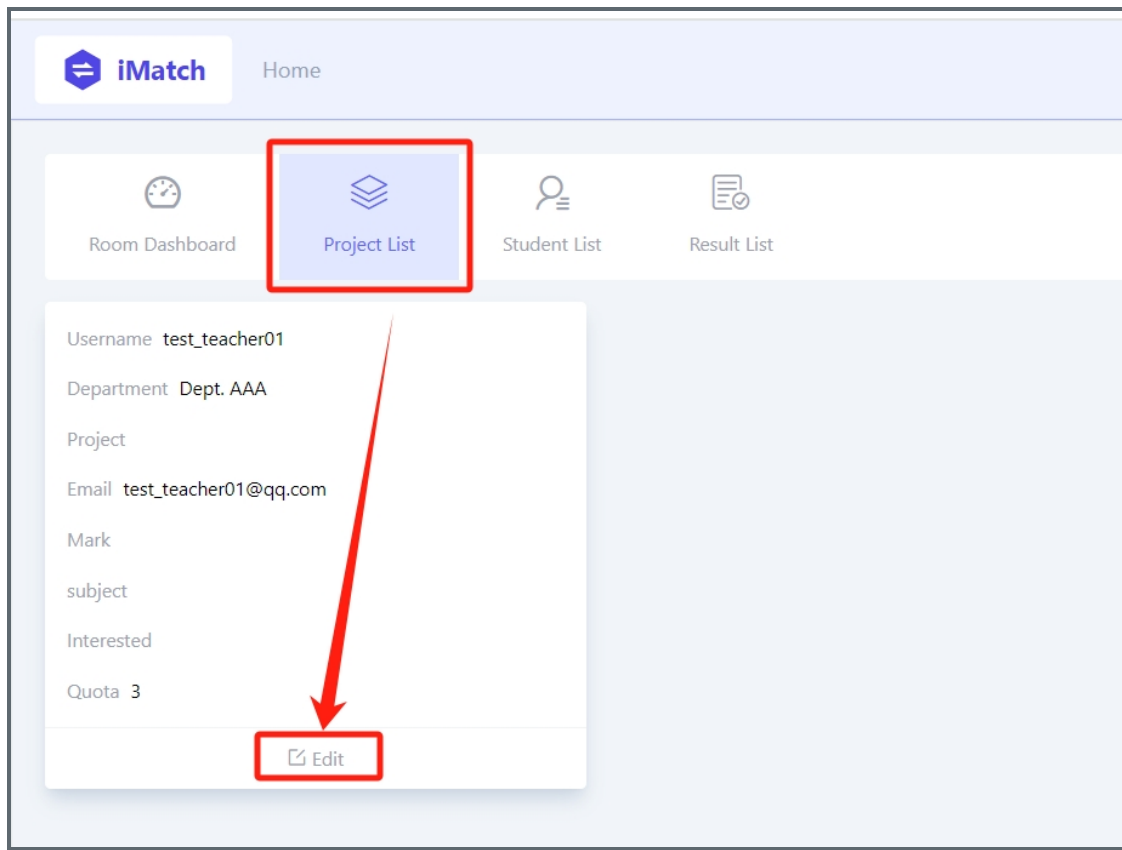 iMatch Home
Room Dashboard Project List Student List Result List
Username test_teacher01
Department Dept. AAA
Project
Email test_teacher01@qq.com
Mark
subject
Interested
Quota 3
Edit